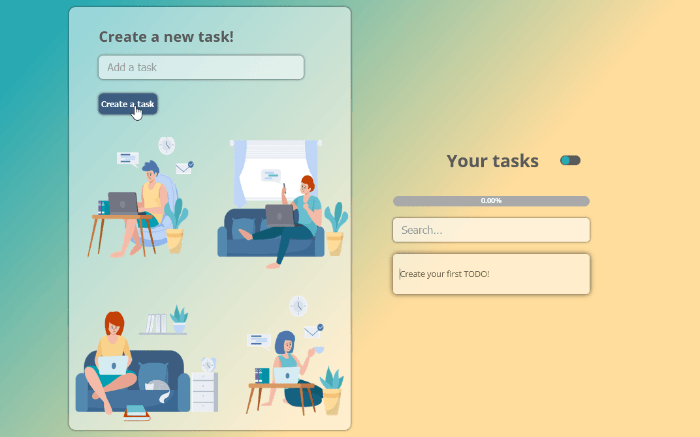 Create a new task!
Add a task
Create a task
Your tasks
0.00%
Search...
Create your first TODO!